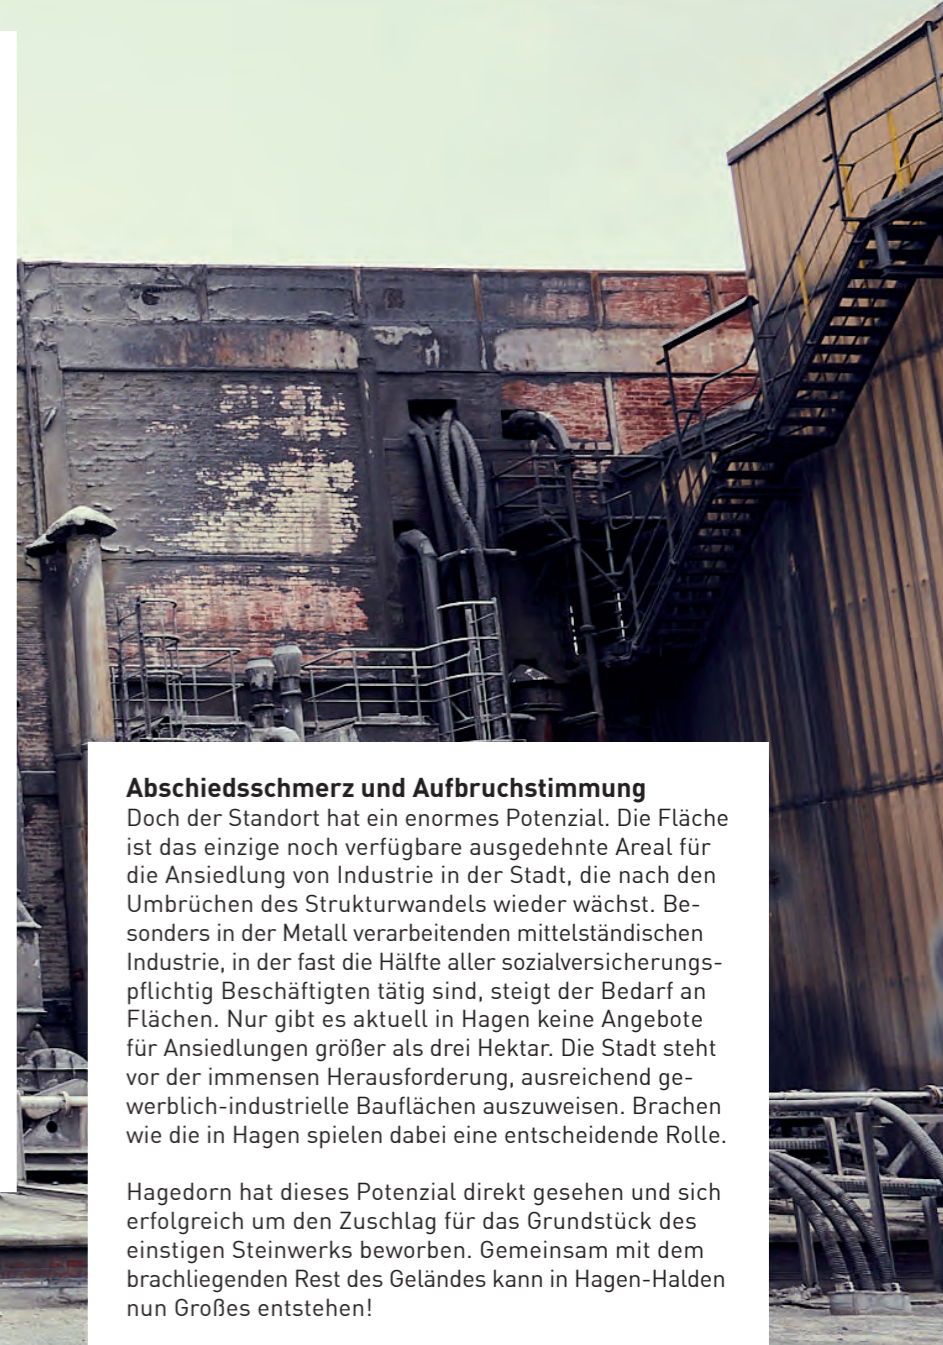 Abschiedsschmerz und Aufbruchstimmung
Doch der Standort hat ein enormes Potenzial. Die Fläche
ist das einzige noch verfügbare ausgedehnte Areal für
die Ansiedlung von Industrie in der Stadt, die nach den
Umbrüchen des Strukturwandels wieder wächst. Be-
sonders in der Metall verarbeitenden mittelständischen
Industrie, in der fast die Hälfte aller sozialversicherungs-
pflichtig Beschäftigten tätig sind, steigt der Bedarf an
Flächen. Nur gibt es aktuell in Hagen keine Angebote
für Ansiedlungen größer als drei Hektar. Die Stadt steht
vor der immensen Herausforderung, ausreichend ge-
werblich-industrielle Bauflächen auszuweisen. Brachen
wie die in Hagen spielen dabei eine entscheidende Rolle.
Hagedorn hat dieses Potenzial direkt gesehen und sich
erfolgreich um den Zuschlag für das Grundstück des
einstigen Steinwerks beworben. Gemeinsam mit dem
brachliegenden Rest des Geländes kann in Hagen-Halden
nun Großes entstehen!